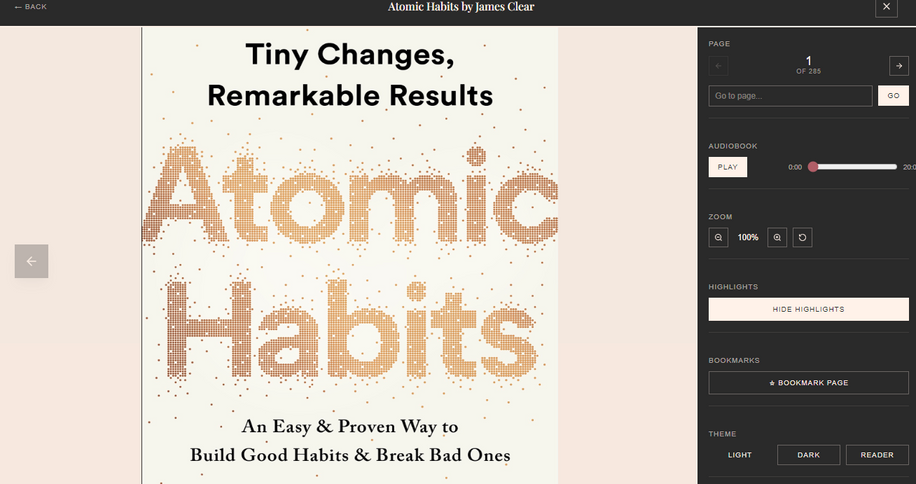 ← BACK
Atomic Habits by James Clear
Tiny Changes,
Remarkable Results
Atomic
Habits
An Easy & Proven Way to
Build Good Habits & Break Bad Ones
PAGE
1
OF 285
Go to page...
GO
AUDIOBOOK
PLAY
0:00
ZOOM
100%
HIGHLIGHTS
HIDE HIGHLIGHTS
BOOKMARKS
☆ BOOKMARK PAGE
THEME
LIGHT DARK READER